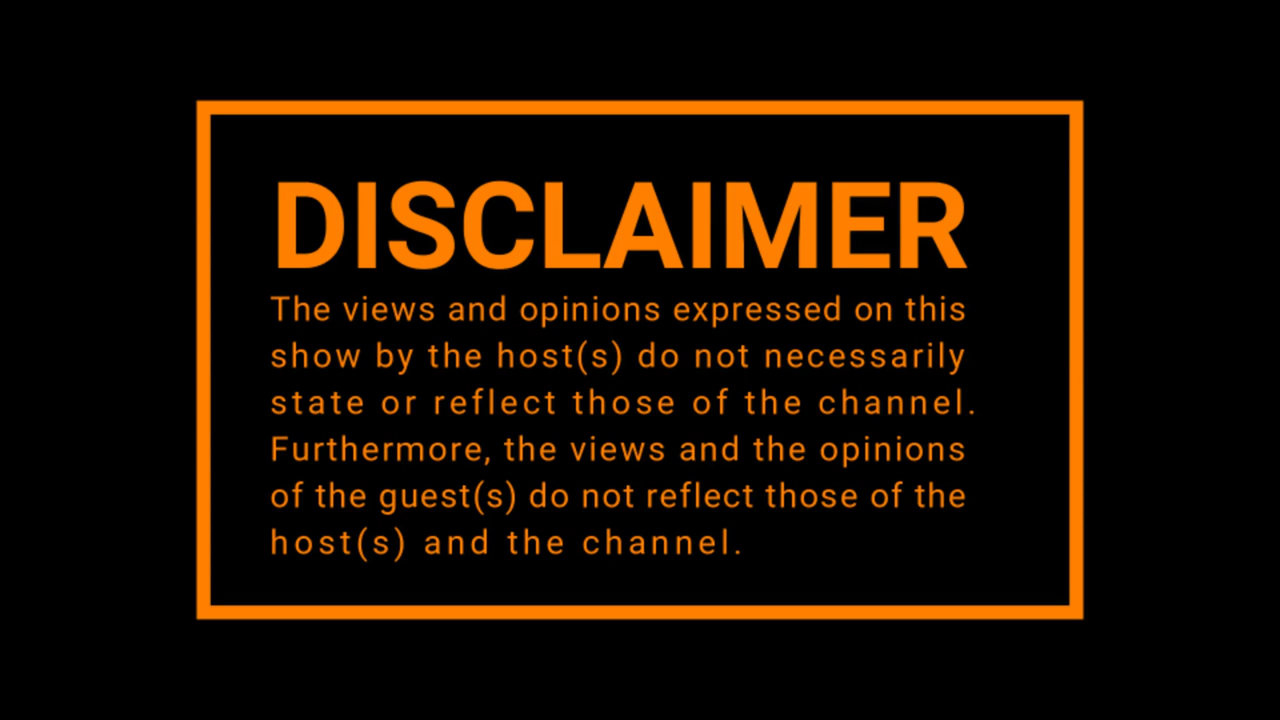 DISCLAIMER
The views and opinions expressed on this
show by the host(s) do not necessarily
state or reflect those of the channel.
Furthermore, the views and the opinions
of the guest(s) do not reflect those of the
host(s) and the channel.